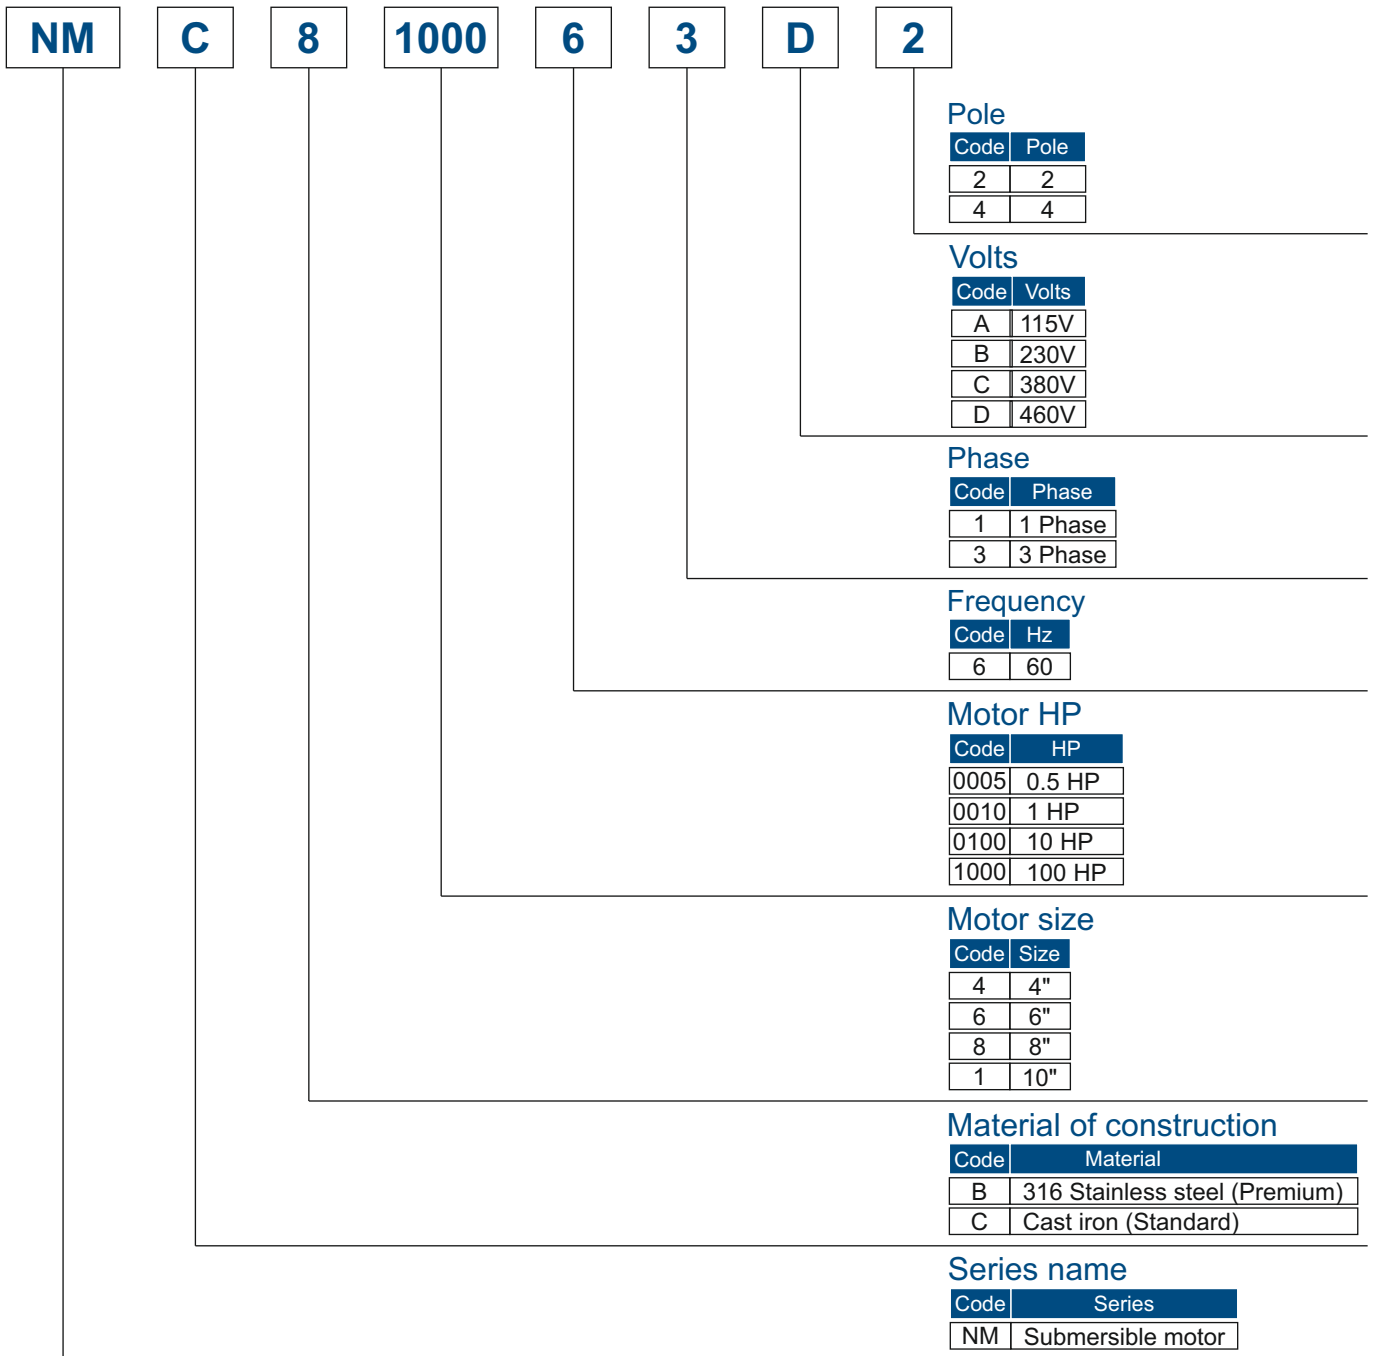 NM C 8 1000 6 3 D 2
Pole
Code Pole
2 2
4 4
Volts
Code Volts
A 115V
B 230V
C 380V
D 460V
Phase
Code Phase
1 1 Phase
3 3 Phase
Frequency
Code Hz
6 60
Motor HP
Code HP
0005 0.5 HP
0010 1 HP
0100 10 HP
1000 100 HP
Motor size
Code Size
4 4"
6 6"
8 8"
1 10"
Material of construction
Code Material
B 316 Stainless steel (Premium)
C Cast iron (Standard)
Series name
Code Series
NM Submersible motor